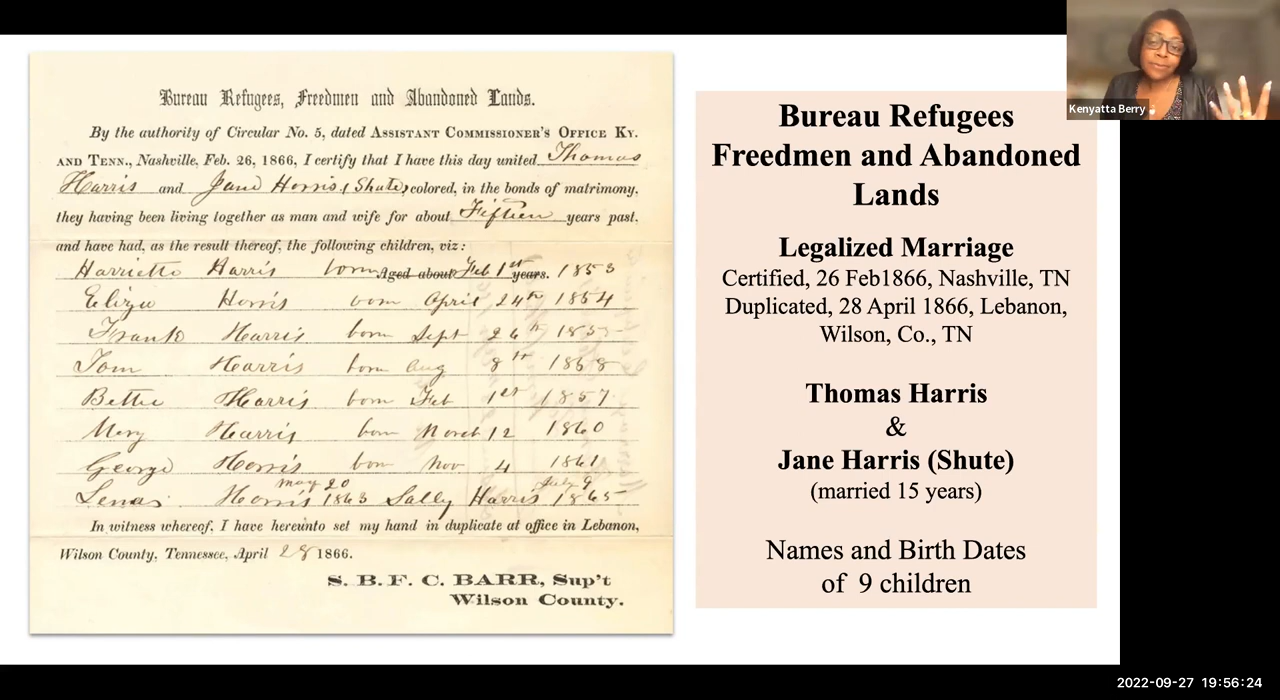 Bureau Refugees, Freedmen and Abandoned Lands.
By the authority of Circular No. 5, dated ASSISTANT COMMISSIONER'S OFFICE KY.
AND TENN., Nashville, Feb. 26, 1866, I certify that I have this day united Thomas
Harris and Jane Harris (Shute) colored, in the bonds of matrimony,
they having been living together as man and wife for about Fifteen years past,
and have had, as the result thereof, the following children, viz:
Harriette Harris born Aged about Feb 1st years. 1853
Eliza Harris born April 24th 1854
Frank Harris born Sept 26th
Tom Harris born Aug 8th 1858
Bettie Harris born Feb 1st 1857
Mary Harris born March 12 1860
George Harris born Nov 4 1861
May 20 July 9
Harris 1863 Sally Harris 1865
In witness whereof, I have hereunto set my hand in duplicate at office in Lebanon,
Wilson County, Tennessee, April 28 1866.
S. B. F. C. BARR, Sup't
Wilson County.
Bureau Refugees
Freedmen and Abandoned
Lands
Legalized Marriage
Certified, 26 Feb1866, Nashville, TN
Duplicated, 28 April 1866, Lebanon,
Wilson, Co., TN
Thomas Harris
&
Jane Harris (Shute)
(married 15 years)
Names and Birth Dates
of 9 children
Kenyatta Berry
2022-09-27 19:56:24